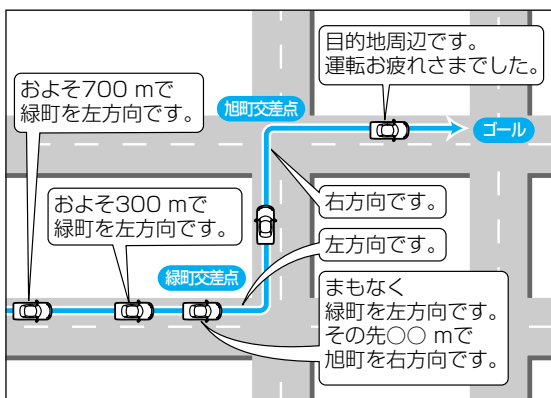 およそ700 mで
緑町を左方向です。
旭町交差点
目的地周辺です。
運転お疲れさまでした。
ゴール
およそ300 mで
緑町を左方向です。
右方向です。
左方向です。
緑町交差点
まもなく
緑町を左方向です。
その先○○ mで
旭町を右方向です。